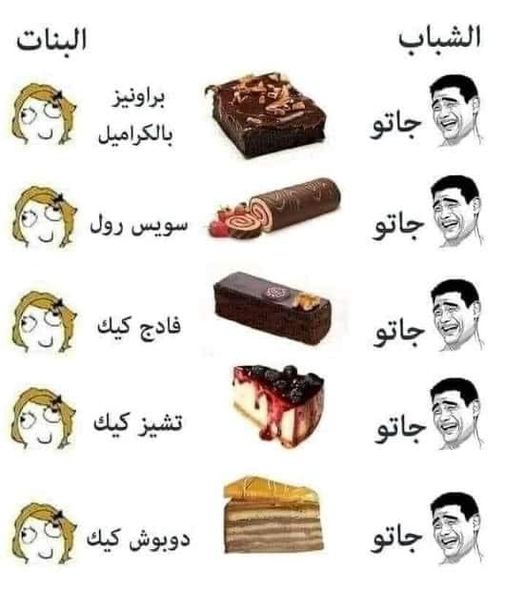 الشباب
البنات
جاتو
براونيز
بالكراميل
جاتو
سويس رول
جاتو
فادج كيك
جاتو
تشيز كيك
جاتو
دوبوش كيك